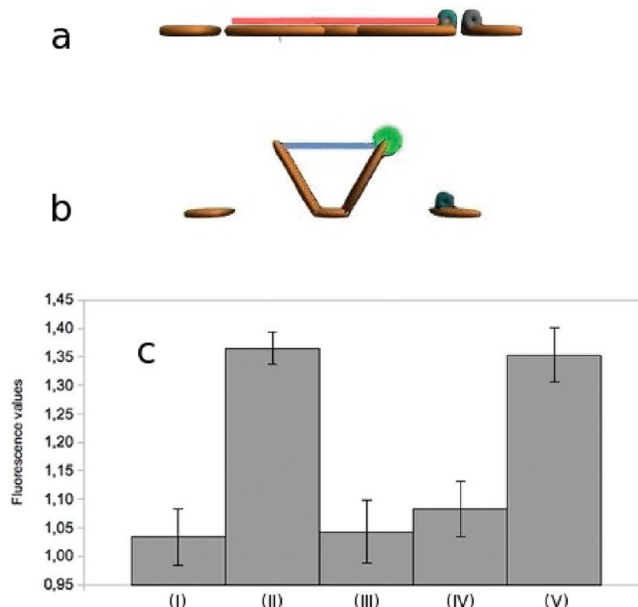 a
b
c
Fluorescence values
1,45
1,40
1,35
1,30
1,25
1,20
1,15
1,10
1,05
1,00
0,95
(I)
(II)
(III)
(IV)
(V)